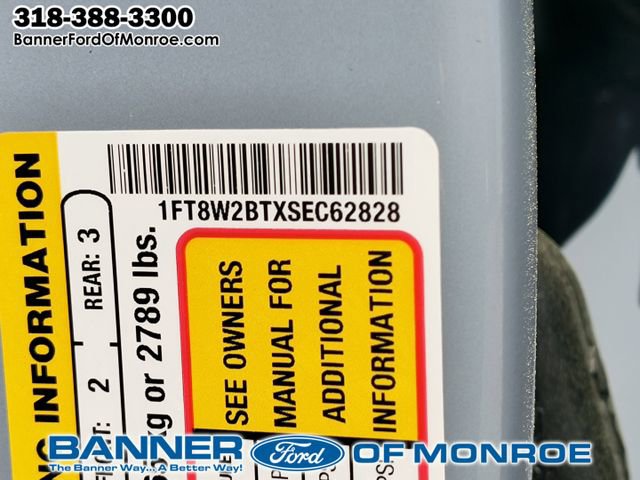 318-388-3300
BannerFordOfMonroe.com
1FT8W2BTXSEC62828
INFORMATION
2 REAR: 3
kg or 2789 lbs.
SEE OWNERS
MANUAL FOR
ADDITIONAL
INFORMATION
BANNER Ford OF MONROE
The Banner Way... A Better Way!